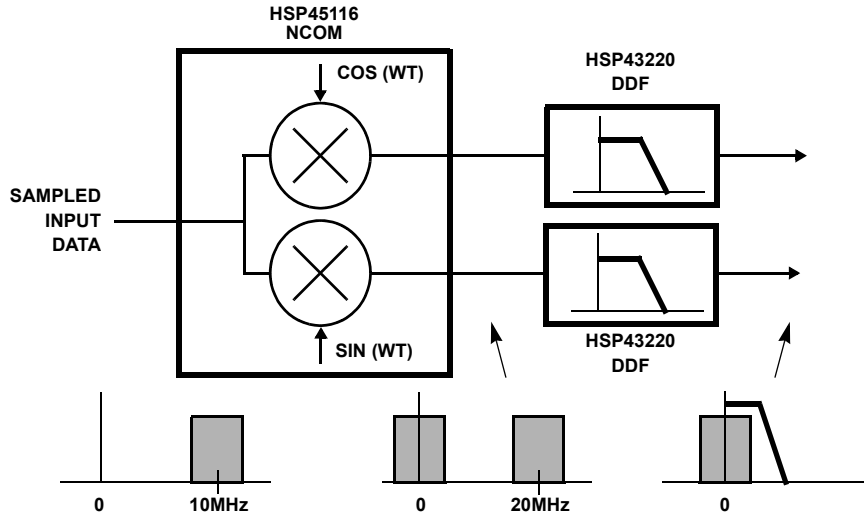 HSP45116
NCOM
COS (WT)
HSP43220
DDF
SAMPLED
INPUT
DATA
SIN (WT)
HSP43220
DDF
0
10MHz
0
20MHz
0